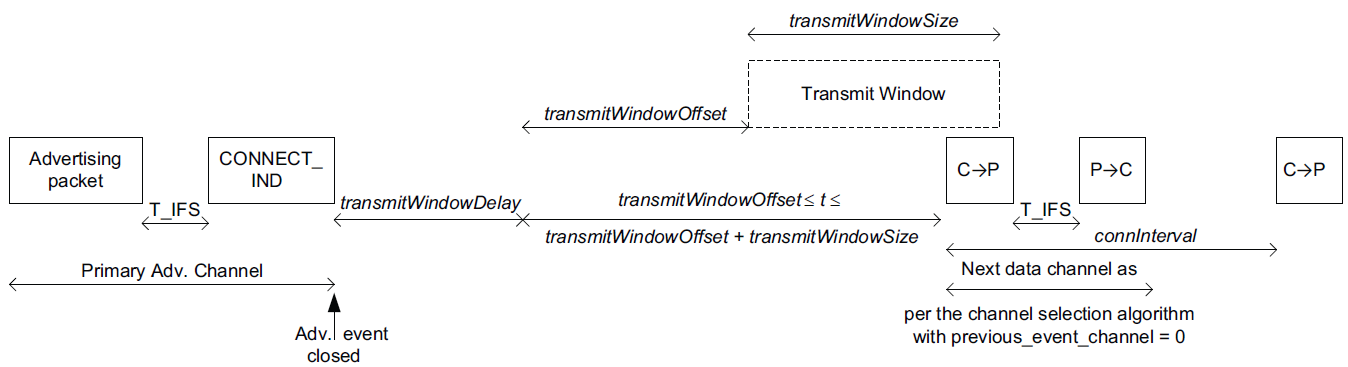 transmitWindowSize
Transmit Window
transmitWindowOffset
Advertising
packet
CONNECT_
IND
C→P
P→C
C→P
T_IFS
transmitWindowDelay
transmitWindowOffset ≤ t ≤
transmitWindowOffset + transmitWindowSize
T_IFS
connInterval
Primary Adv. Channel
Next data channel as
per the channel selection algorithm
with previous_event_channel = 0
Adv. event
closed